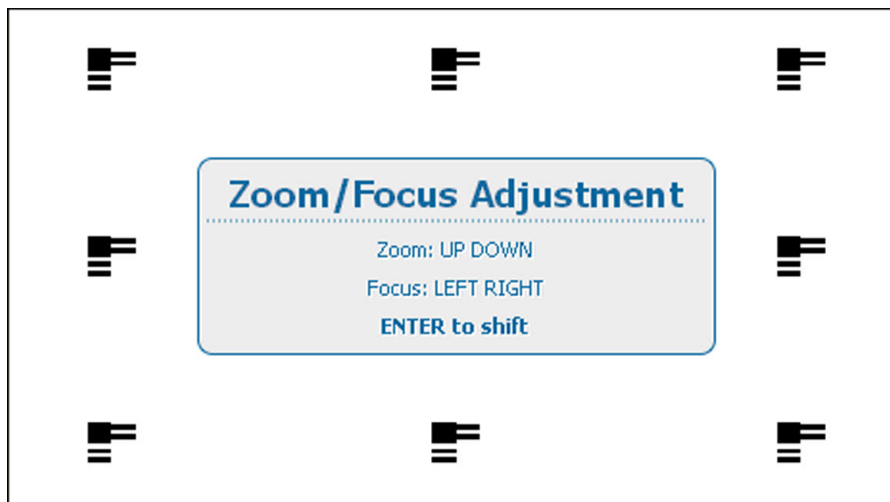 Zoom/Focus Adjustment
Zoom: UP DOWN
Focus: LEFT RIGHT
ENTER to shift